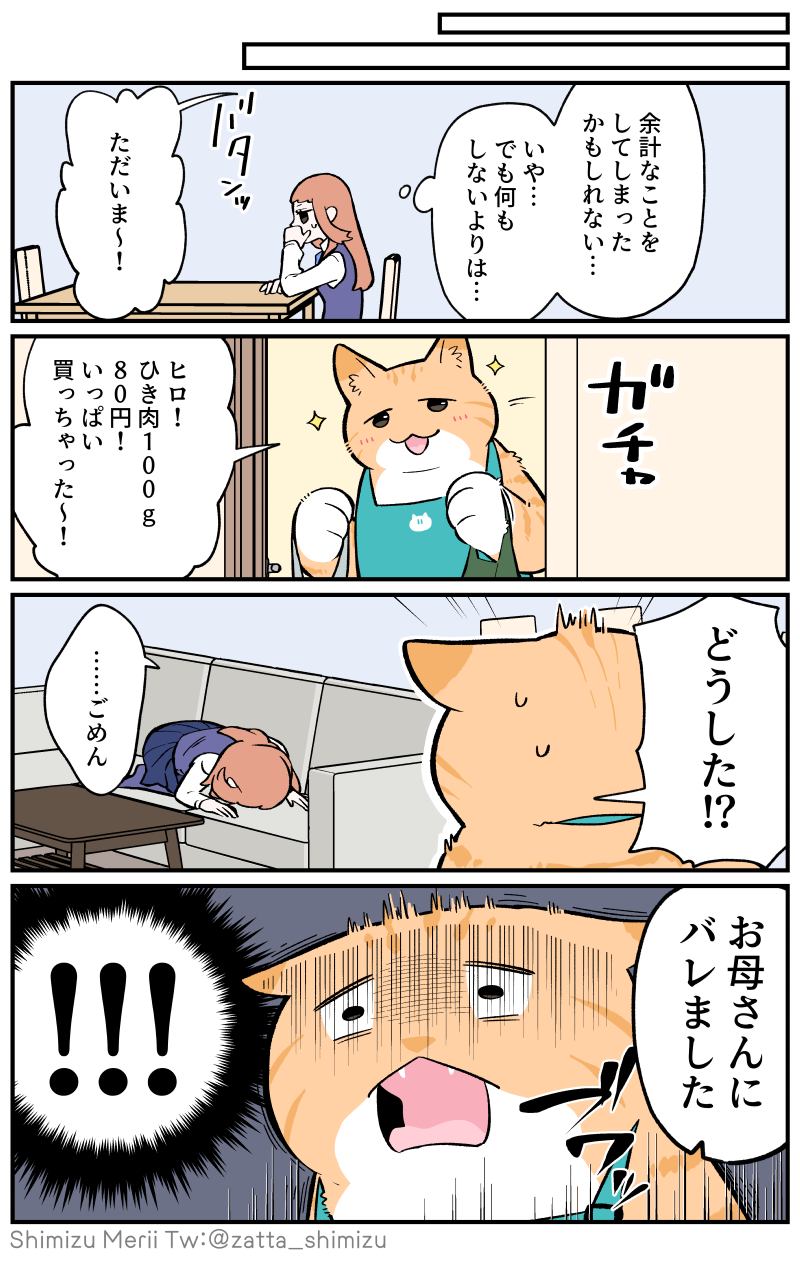 余計なことを
してしまった
かもしれない…
いや…
でも何も
しないよりは…
バタンッ
ただいま～！
ガチャ
ヒロ！
ひき肉100g
80円！
いっぱい
買っちゃった～！
どうした!?
……ごめん
お母さんに
バレました
ゾワッ
!!!
Shimizu Merii Tw:@zatta_shimizu